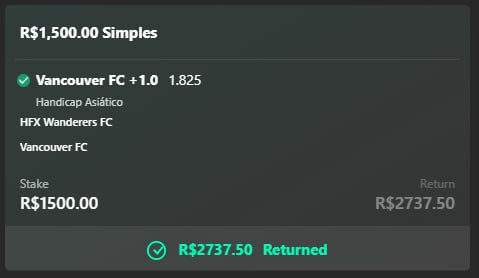 R$1,500.00 Simples
Vancouver FC +1.0 1.825
Handicap Asiático
HFX Wanderers FC
Vancouver FC
Stake Return
R$1500.00 R$2737.50
R$2737.50 Returned